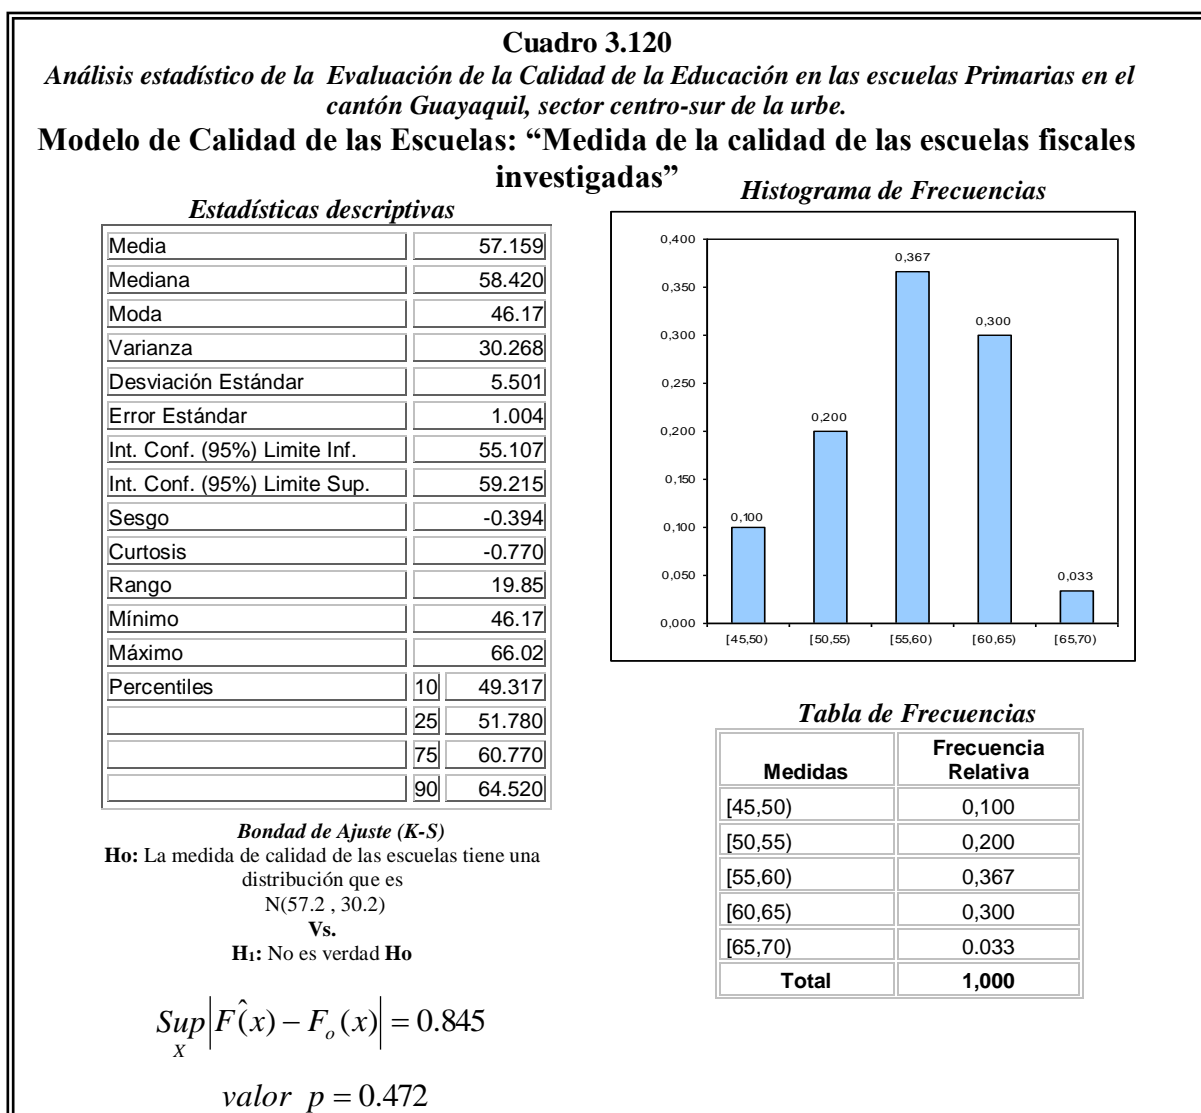 Cuadro 3.120
Análisis estadístico de la Evaluación de la Calidad de la Educación en las escuelas Primarias en el
cantón Guayaquil, sector centro-sur de la urbe.
Modelo de Calidad de las Escuelas: “Medida de la calidad de las escuelas fiscales
investigadas”
Estadísticas descriptivas
Media 57.159
Mediana 58.420
Moda 46.17
Varianza 30.268
Desviación Estándar 5.501
Error Estándar 1.004
Int. Conf. (95%) Limite Inf. 55.107
Int. Conf. (95%) Limite Sup. 59.215
Sesgo -0.394
Curtosis -0.770
Rango 19.85
Mínimo 46.17
Máximo 66.02
Percentiles 10 49.317
25 51.780
75 60.770
90 64.520
Bondad de Ajuste (K-S)
Ho: La medida de calidad de las escuelas tiene una
distribución que es
N(57.2 , 30.2)
Vs.
H1: No es verdad Ho
Sup|F̂(x) − Fo(x)| = 0.845
X
valor p = 0.472
Histograma de Frecuencias
0,400
0,350
0,300
0,250
0,200
0,150
0,100
0,050
0,000
0,100
0,200
0,367
0,300
0,033
[45,50) [50,55) [55,60) [60,65) [65,70)
Tabla de Frecuencias
Medidas Frecuencia
Relativa
[45,50) 0,100
[50,55) 0,200
[55,60) 0,367
[60,65) 0,300
[65,70) 0.033
Total 1,000